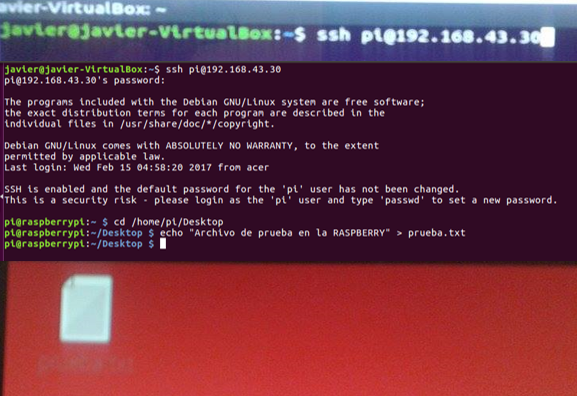 avier-VirtualBox: ~
javier@javier-VirtualBox:~$ ssh pi@192.168.43.30
javier@javier-VirtualBox:~$ ssh pi@192.168.43.30
pi@192.168.43.30's password:
The programs included with the Debian GNU/Linux system are free software;
the exact distribution terms for each program are described in the
individual files in /usr/share/doc/*/copyright.
Debian GNU/Linux comes with ABSOLUTELY NO WARRANTY, to the extent
permitted by applicable law.
Last login: Wed Feb 15 04:58:20 2017 from acer
SSH is enabled and the default password for the 'pi' user has not been changed.
This is a security risk - please login as the 'pi' user and type 'passwd' to set a new password.
pi@raspberrypi:~ $ cd /home/pi/Desktop
pi@raspberrypi:~/Desktop $ echo "Archivo de prueba en la RASPBERRY" > prueba.txt
pi@raspberrypi:~/Desktop $